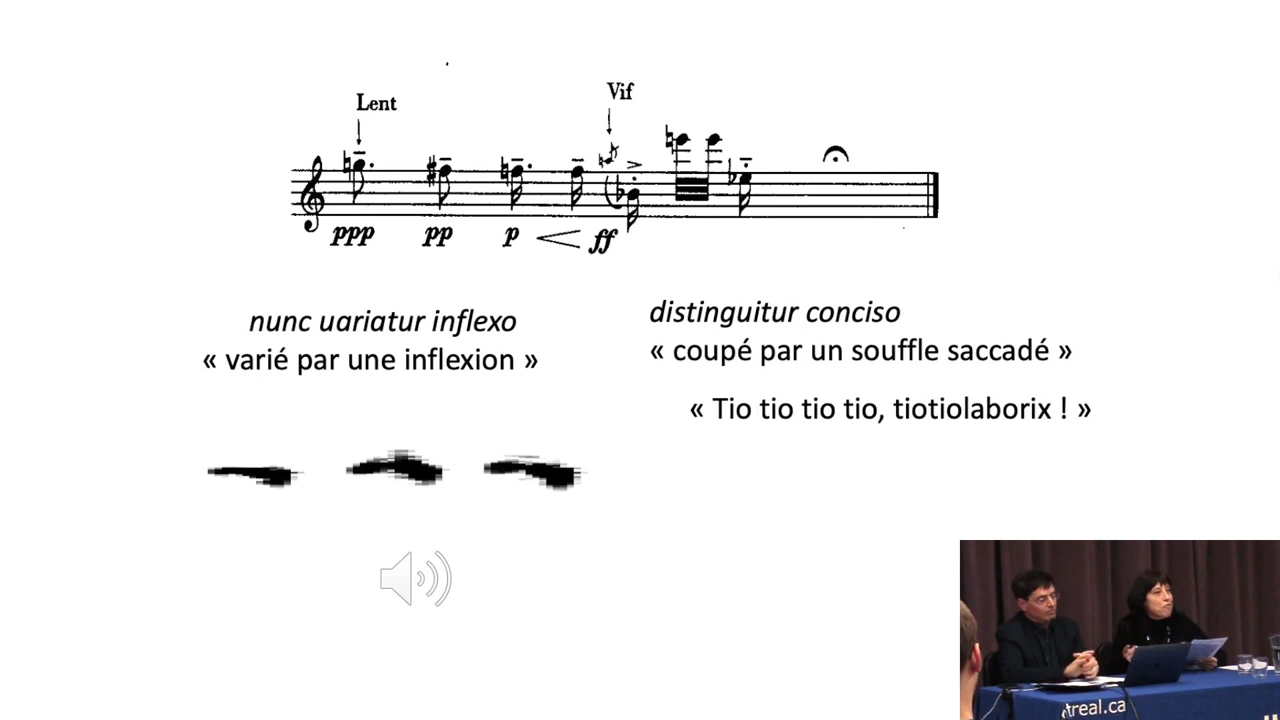 Lent
Vif
ppp pp p ff
nunc uariatur inflexo
« varié par une inflexion »
distinguitur conciso
« coupé par un souffle saccadé »
« Tio tio tio tio, tiotiolaborix ! »
treal.ca